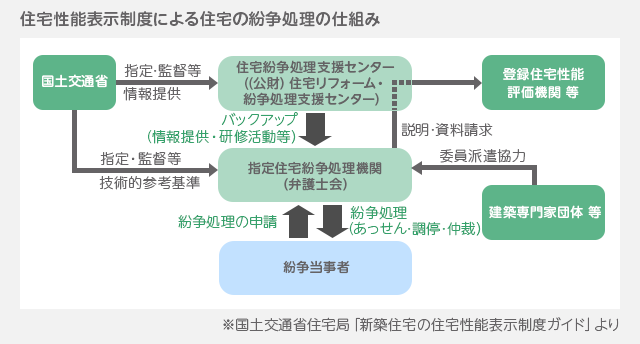 住宅性能表示制度による住宅の紛争処理の仕組み
国土交通省
指定・監督等
情報提供
住宅紛争処理支援センター
((公財) 住宅リフォーム・
紛争処理支援センター)
登録住宅性能
評価機関 等
バックアップ
(情報提供・研修活動等)
説明・資料請求
指定・監督等
技術的参考基準
指定住宅紛争処理機関
(弁護士会)
委員派遣協力
建築専門家団体 等
紛争処理の申請
紛争処理
(あっせん・調停・仲裁)
紛争当事者
※国土交通省住宅局「新築住宅の住宅性能表示制度ガイド」より